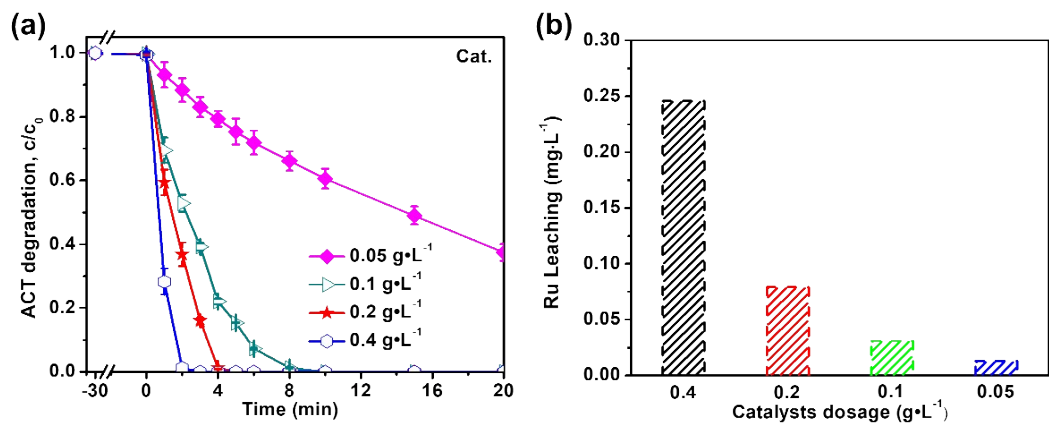 (a)
ACT degradation, c/c₀
1.0
0.8
0.6
0.4
0.2
0.0
Cat.
0.05 g•L⁻¹
0.1 g•L⁻¹
0.2 g•L⁻¹
0.4 g•L⁻¹
-30 0 4 8 12 16 20
Time (min)
(b)
Ru Leaching (mg·L⁻¹)
0.30
0.25
0.20
0.15
0.10
0.05
0.00
0.4 0.2 0.1 0.05
Catalysts dosage (g•L⁻¹)